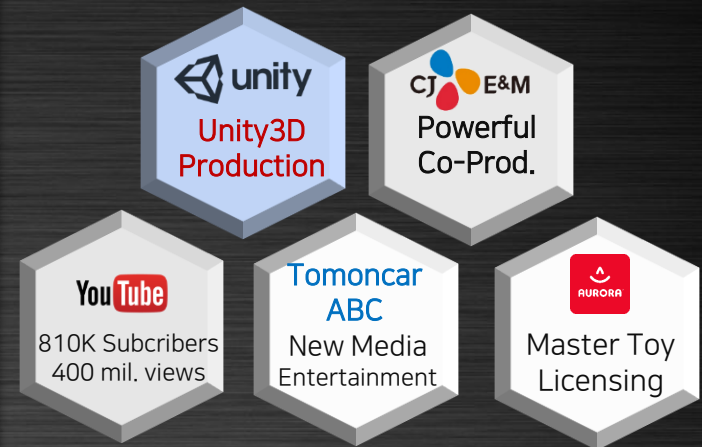 unity
Unity3D
Production
CJ E&M
Powerful
Co-Prod.
YouTube
810K Subcribers
400 mil. views
Tomoncar
ABC
New Media
Entertainment
AURORA
Master Toy
Licensing